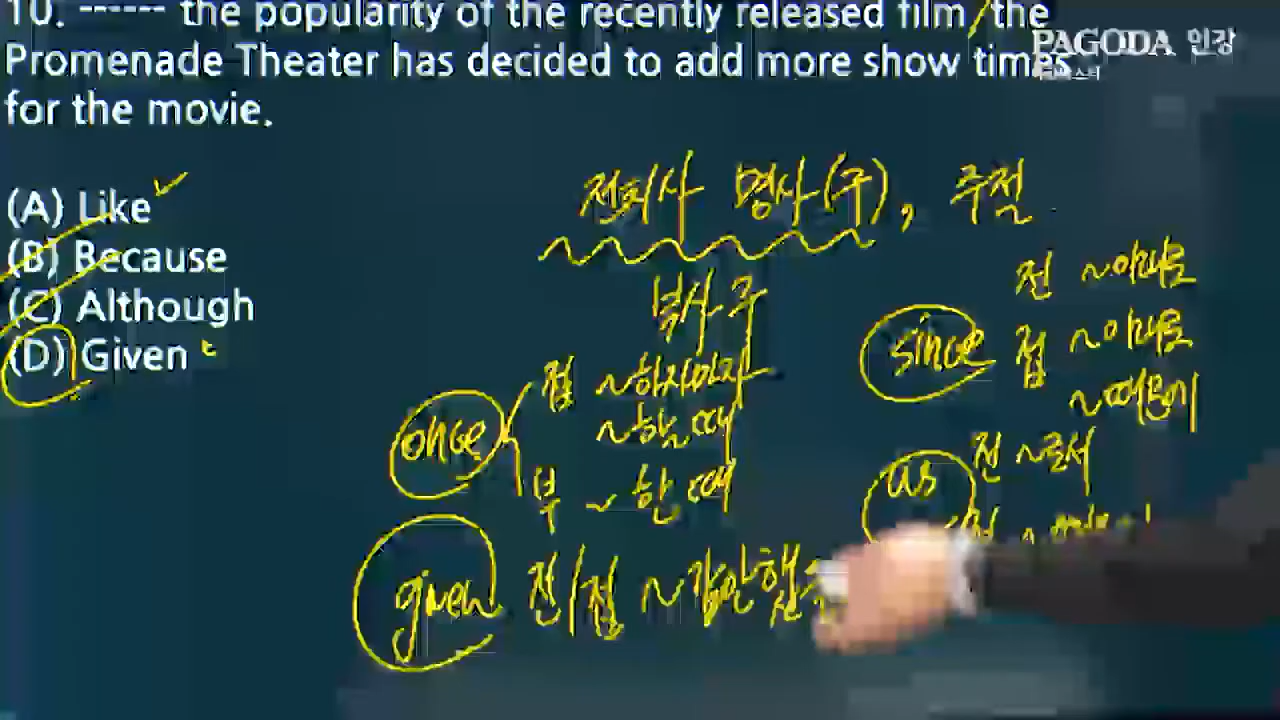 10. ------ the popularity of the recently released film, the
Promenade Theater has decided to add more show times
for the movie.
PAGODA 인강
(A) Like
(B) Because
(C) Although
(D) Given
전치사 명사(구), 주절
부사구
since 전 ~이래로
접 ~이래로
~때문에
once 접 ~하자마자
~할 때
부 ~한 때
as 전 ~로서
given 전/접 ~감안했을